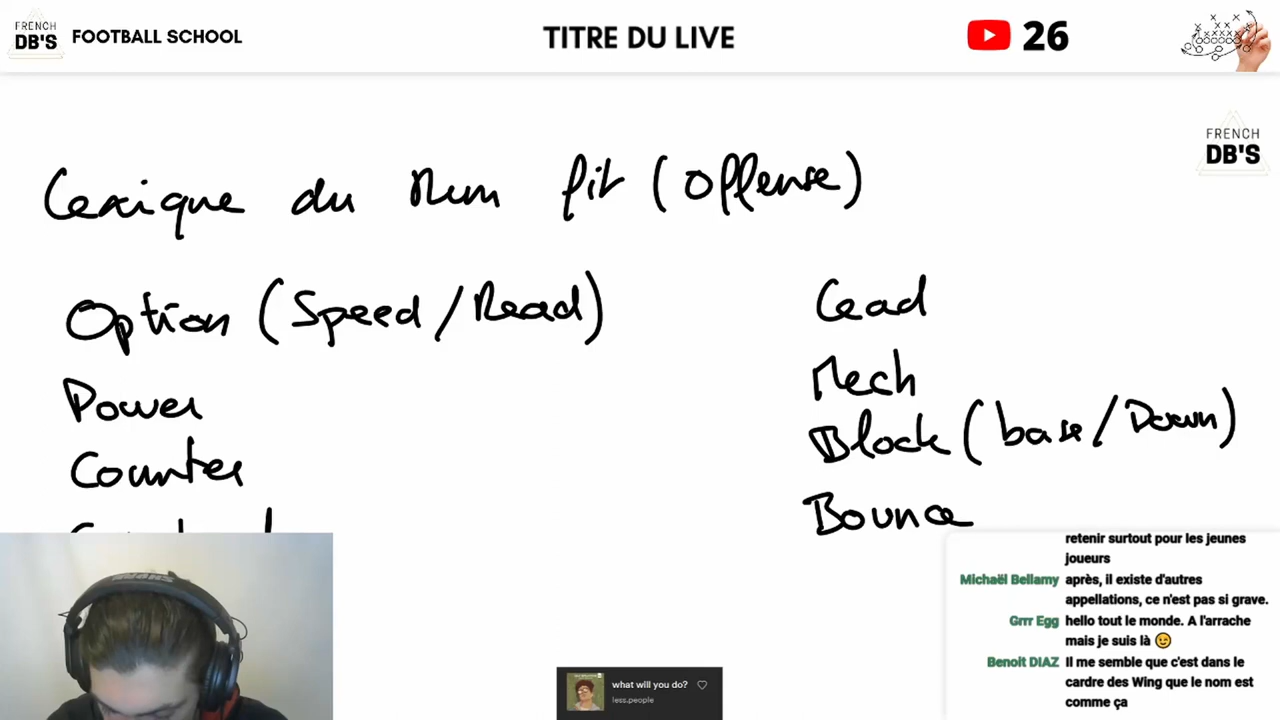 FRENCH
DB'S
FOOTBALL SCHOOL
TITRE DU LIVE
26
FRENCH
DB'S
Lexique du Run fit (Offense)
Option (Speed/Read)
Power
Counter
Lead
Mech
Block (base/Down)
Bounce
retenir surtout pour les jeunes
joueurs
Michaël Bellamy après, il existe d'autres
appellations, ce n'est pas si grave.
Grrr Egg hello tout le monde. A l'arrache
mais je suis là 😉
Benoit DIAZ Il me semble que c'est dans le
cardre des Wing que le nom est
comme ça
what will you do?
less.people